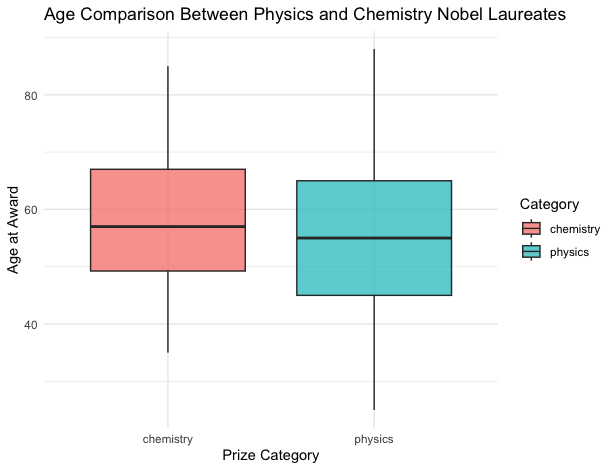 Age Comparison Between Physics and Chemistry Nobel Laureates
Age at Award
80
60
40
chemistry
physics
Prize Category
Category
chemistry
physics